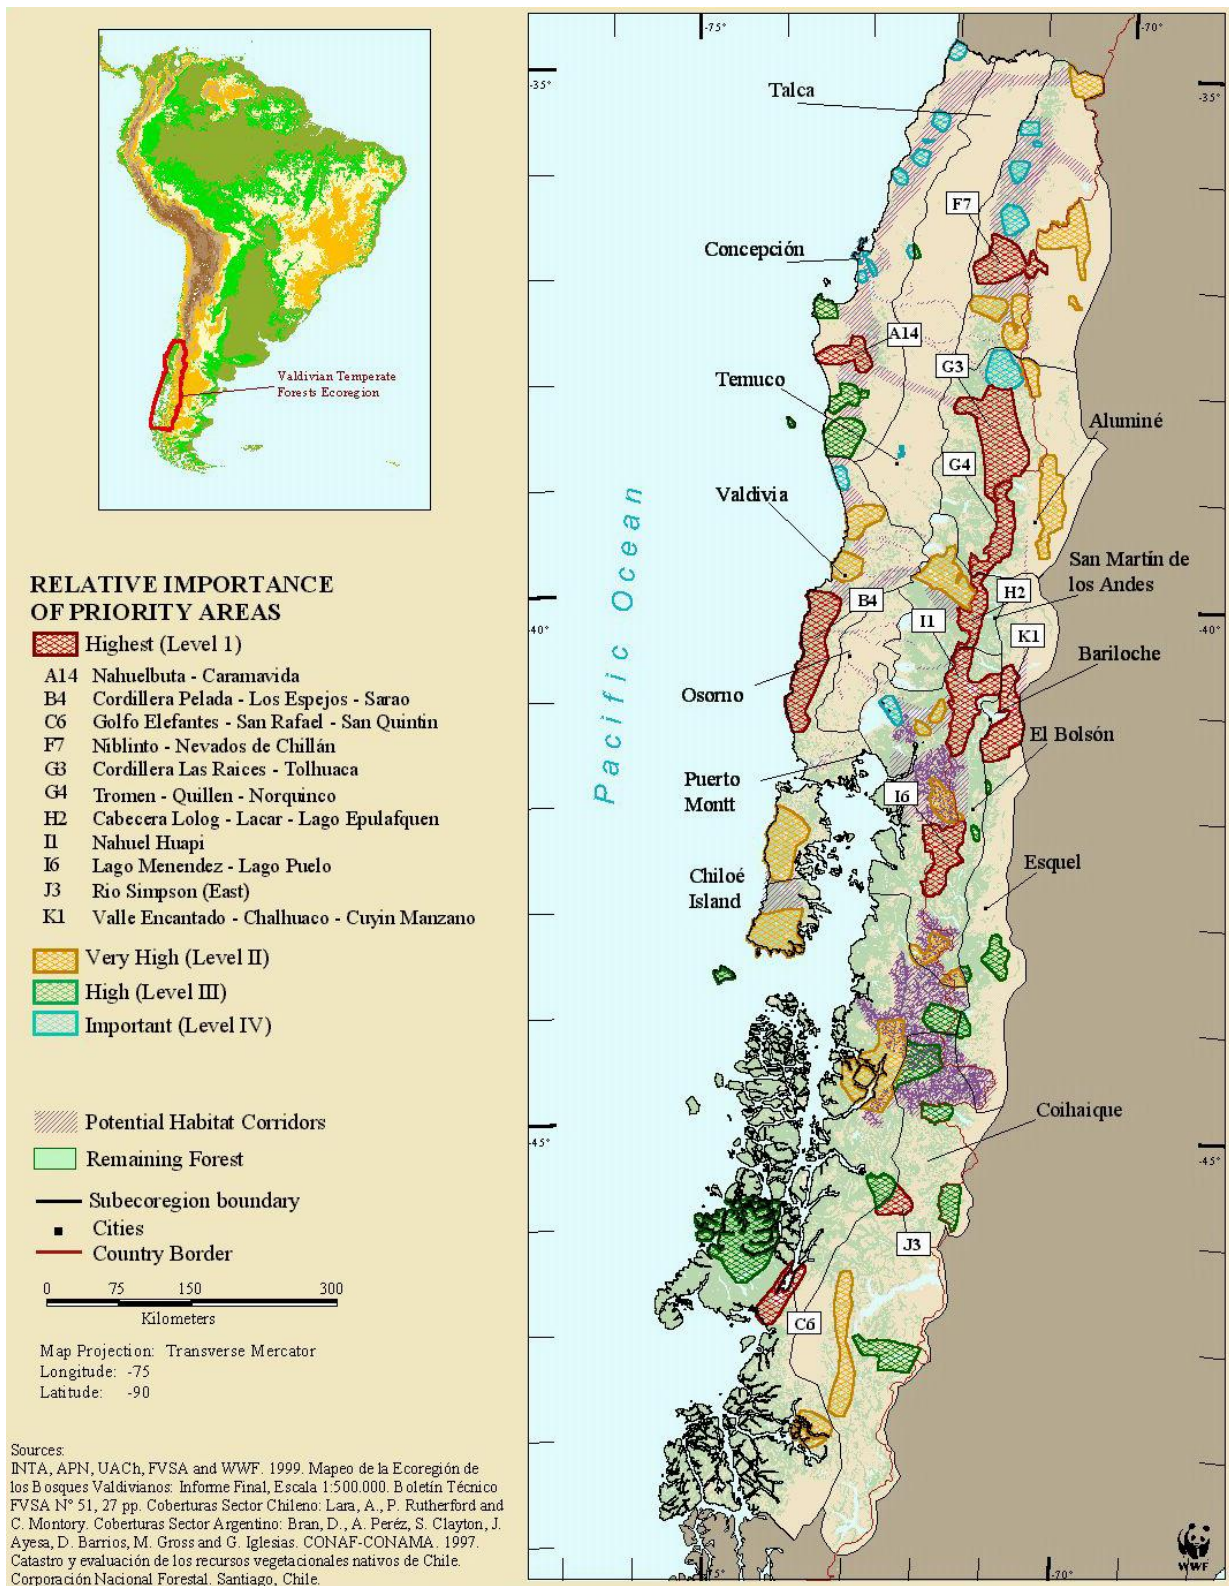 Valdivian Temperate
Forests Ecoregion
RELATIVE IMPORTANCE
OF PRIORITY AREAS
Highest (Level 1)
A14 Nahuelbuta - Caramavida
B4 Cordillera Pelada - Los Espejos - Sarao
C6 Golfo Elefantes - San Rafael - San Quintin
F7 Niblinto - Nevados de Chillán
G3 Cordillera Las Raices - Tolhuaca
G4 Tromen - Quillen - Norquinco
H2 Cabecera Lolog - Lacar - Lago Epulafquen
I1 Nahuel Huapi
I6 Lago Menendez - Lago Puelo
J3 Rio Simpson (East)
K1 Valle Encantado - Chalhuaco - Cuyin Manzano
Very High (Level II)
High (Level III)
Important (Level IV)
Potential Habitat Corridors
Remaining Forest
Subecoregion boundary
Cities
Country Border
0 75 150 300
Kilometers
Map Projection: Transverse Mercator
Longitude: -75
Latitude: -90
Sources:
INTA, APN, UACh, FVSA and WWF. 1999. Mapeo de la Ecoregión de
los Bosques Valdivianos: Informe Final, Escala 1:500.000. Boletín Técnico
FVSA N° 51, 27 pp. Coberturas Sector Chileno: Lara, A., P. Rutherford and
C. Montory. Coberturas Sector Argentino: Bran, D., A. Peréz, S. Clayton, J.
Ayesa, D. Barrios, M. Gross and G. Iglesias. CONAF-CONAMA. 1997.
Catastro y evaluación de los recursos vegetacionales nativos de Chile.
Corporación Nacional Forestal. Santiago, Chile.
-75°
-70°
-35°
-35°
Talca
F7
Concepción
A14
G3
Temuco
Aluminé
G4
Valdivia
Pacific Ocean
San Martín de
los Andes
H2
B4
-40°
-40°
I1
K1
Bariloche
Osorno
El Bolsón
Puerto
Montt
I6
Chiloé
Island
Esquel
Coihaique
-45°
-45°
J3
C6
WWF
-75°
-70°